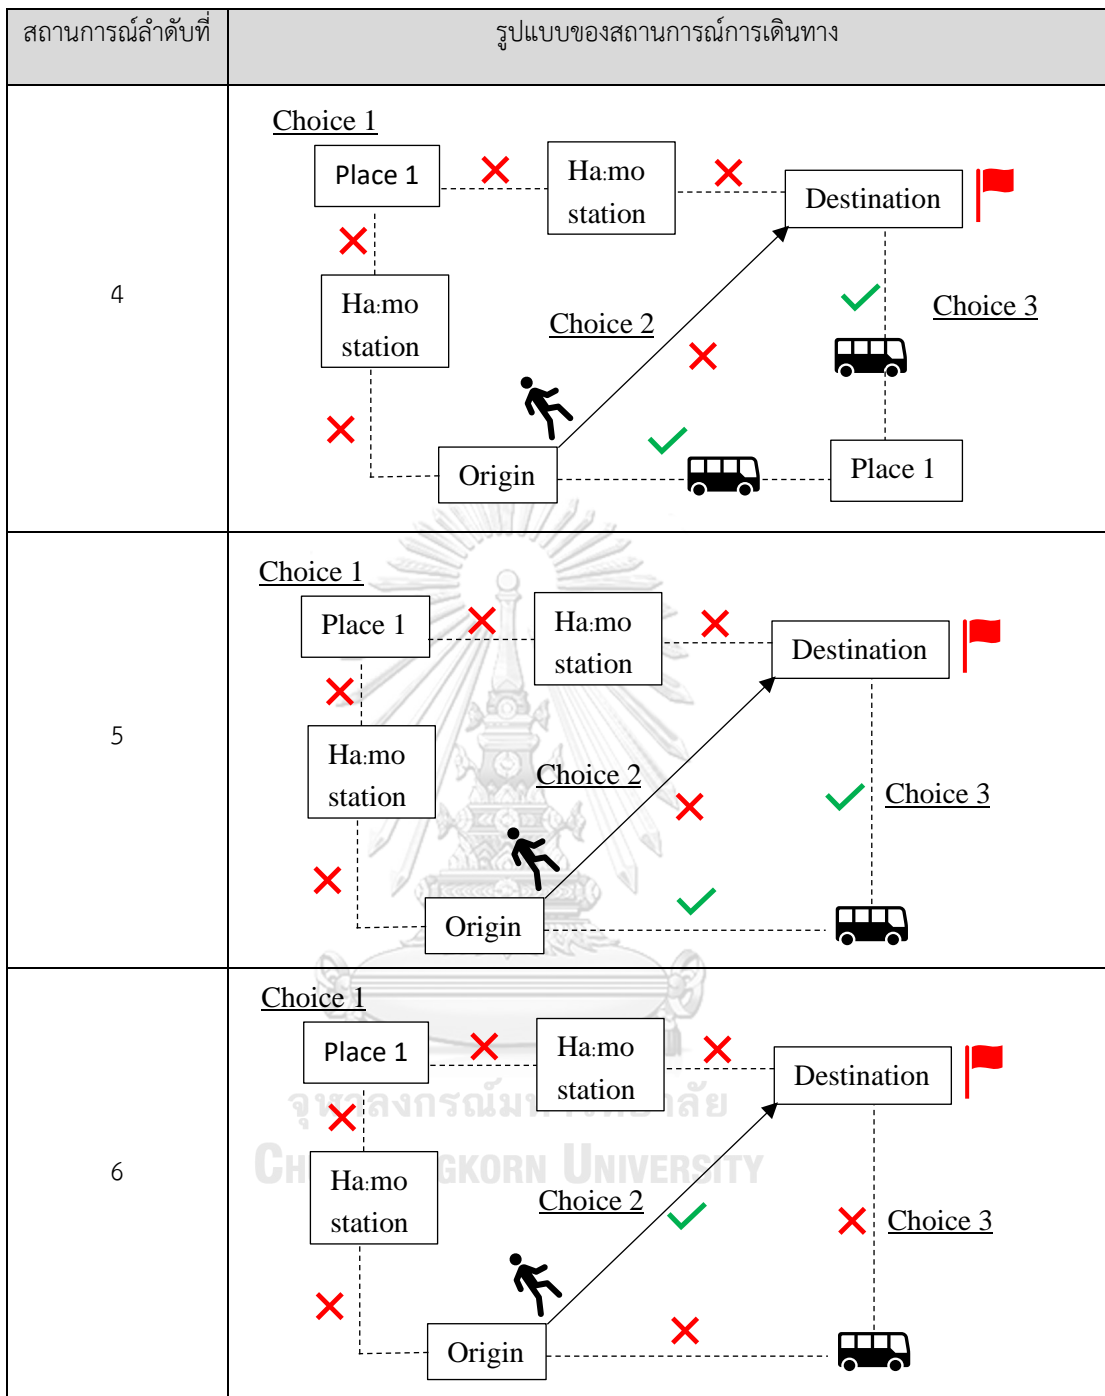 สถานการณ์ลำดับที่
รูปแบบของสถานการณ์การเดินทาง
4
Choice 1
Place 1
Ha:mo
station
Destination
Ha:mo
station
Choice 2
Choice 3
Origin
Place 1
5
Choice 1
Place 1
Ha:mo
station
Destination
Ha:mo
station
Choice 2
Choice 3
Origin
6
Choice 1
Place 1
Ha:mo
station
Destination
Ha:mo
station
Choice 2
Choice 3
Origin